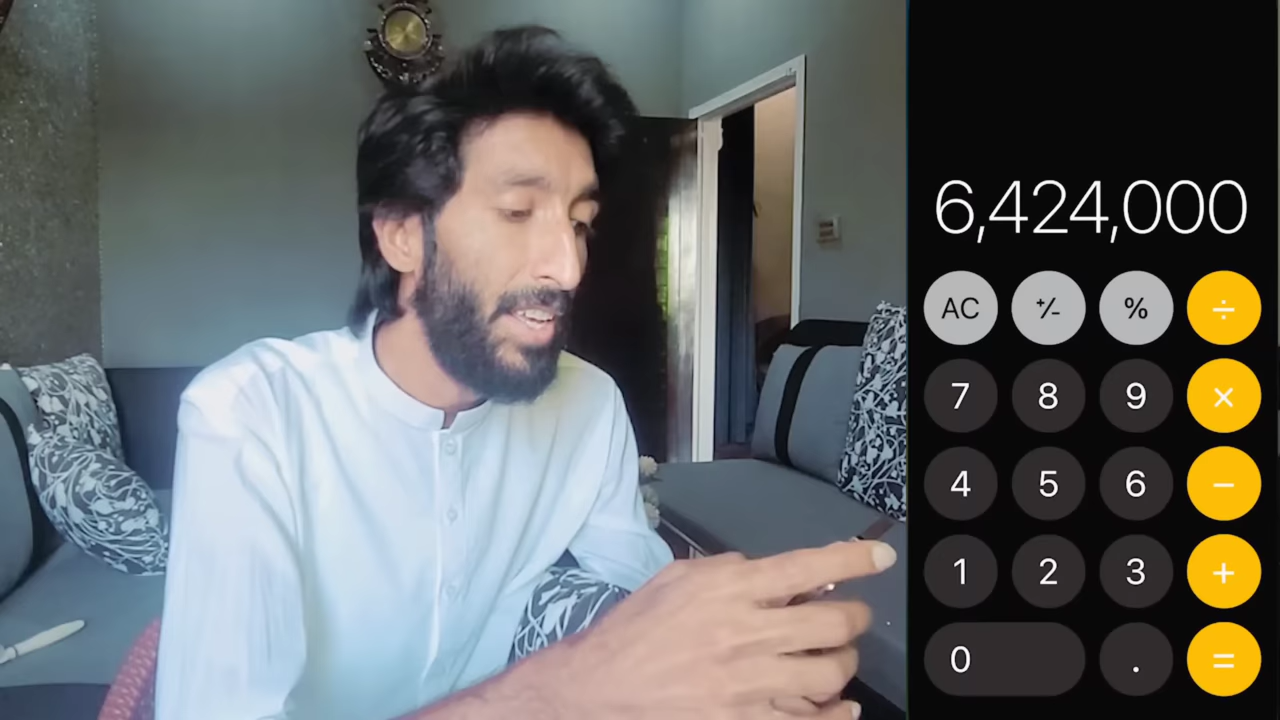 6,424,000
AC +/- % ÷
7 8 9 ×
4 5 6 −
1 2 3 +
0 . =